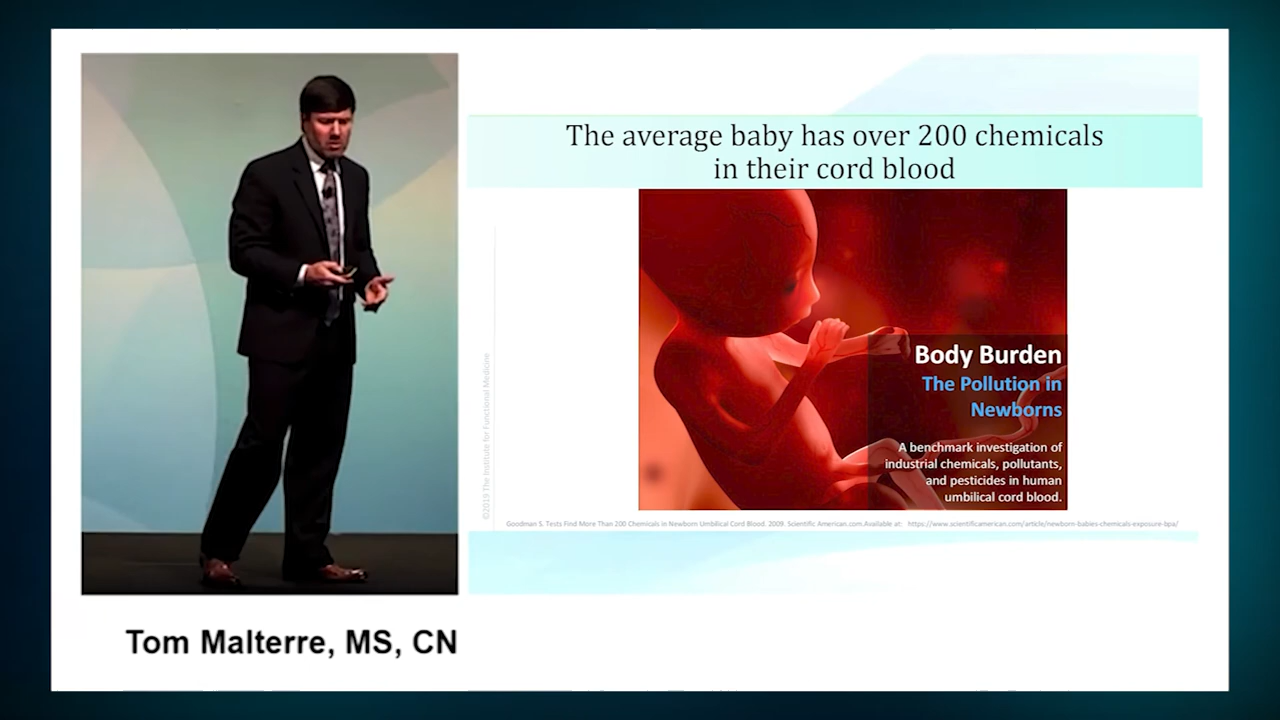 The average baby has over 200 chemicals
in their cord blood
Body Burden
The Pollution in
Newborns
A benchmark investigation of
industrial chemicals, pollutants,
and pesticides in human
umbilical cord blood.
©2019 The Institute for Functional Medicine
Goodman S. Tests Find More Than 200 Chemicals in Newborn Umbilical Cord Blood. 2009. Scientific American.com.Available at: https://www.scientificamerican.com/article/newborn-babies-chemicals-exposure-bpa/
Tom Malterre, MS, CN